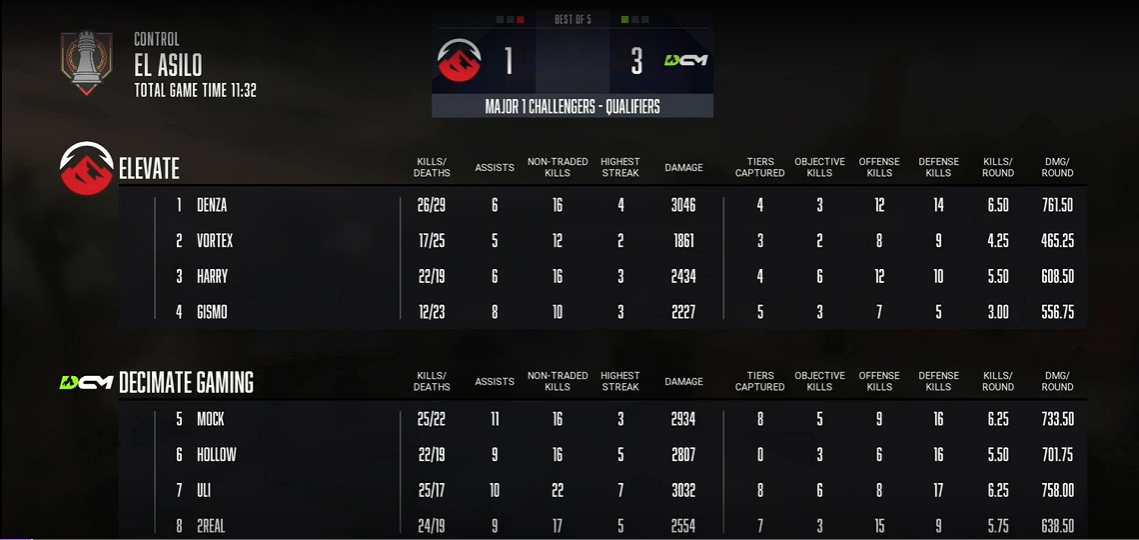 BEST OF 5
CONTROL
EL ASILO
TOTAL GAME TIME 11:32
1 3 DCM
MAJOR 1 CHALLENGERS - QUALIFIERS
ELEVATE KILLS/DEATHS ASSISTS NON-TRADED KILLS HIGHEST STREAK DAMAGE TIERS CAPTURED OBJECTIVE KILLS OFFENSE KILLS DEFENSE KILLS KILLS/ROUND DMG/ROUND
1 DENZA 26/29 6 16 4 3046 4 3 12 14 6.50 761.50
2 VORTEX 17/25 5 12 2 1861 3 2 8 9 4.25 465.25
3 HARRY 22/19 6 16 3 2434 4 6 12 10 5.50 608.50
4 GISMO 12/23 8 10 3 2227 5 3 7 5 3.00 556.75
DCM DECIMATE GAMING KILLS/DEATHS ASSISTS NON-TRADED KILLS HIGHEST STREAK DAMAGE TIERS CAPTURED OBJECTIVE KILLS OFFENSE KILLS DEFENSE KILLS KILLS/ROUND DMG/ROUND
5 MOCK 25/22 11 16 3 2934 8 5 9 16 6.25 733.50
6 HOLLOW 22/19 9 16 5 2807 0 3 6 16 5.50 701.75
7 ULI 25/17 10 22 7 3032 8 6 8 17 6.25 758.00
8 2REAL 24/19 9 17 5 2554 7 3 15 9 5.75 638.50